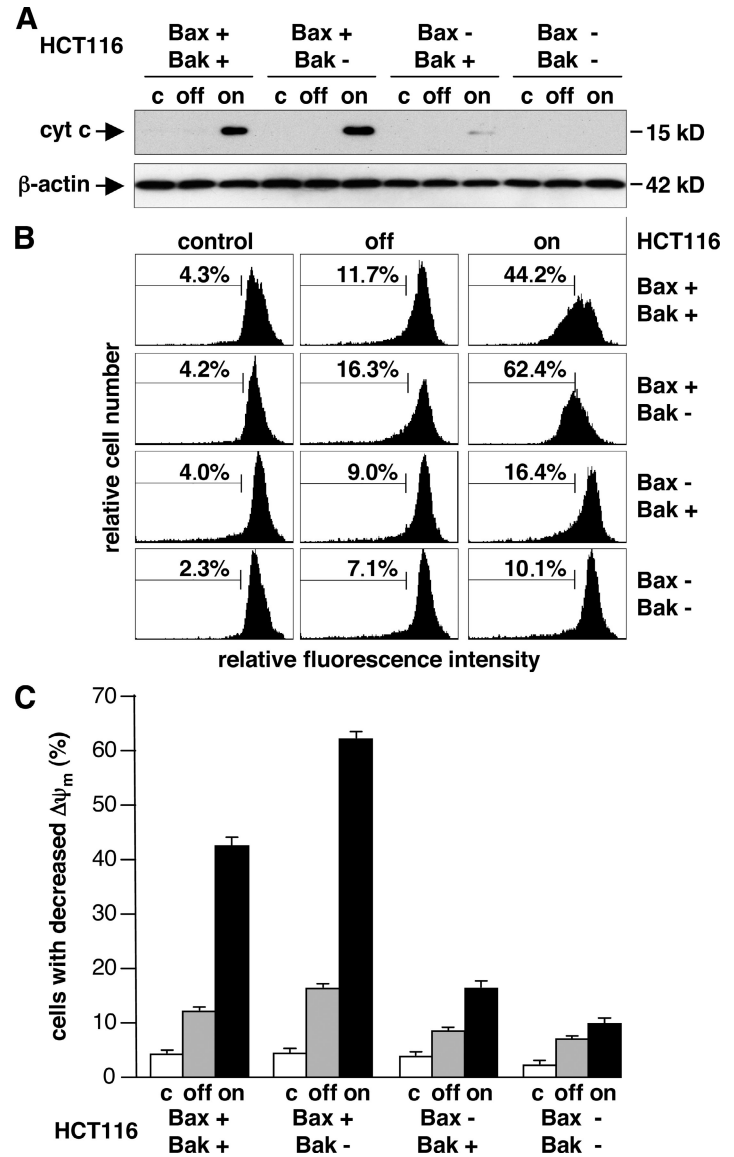 A
HCT116
Bax + Bax + Bax - Bax -
Bak + Bak - Bak + Bak -
c off on c off on c off on c off on
cyt c 15 kD
β-actin 42 kD
B
control off on HCT116
4.3% 11.7% 44.2% Bax +
Bak +
4.2% 16.3% 62.4% Bax +
Bak -
4.0% 9.0% 16.4% Bax -
Bak +
2.3% 7.1% 10.1% Bax -
Bak -
relative cell number
relative fluorescence intensity
C
cells with decreased Δψm (%)
70
60
50
40
30
20
10
0
c off on c off on c off on c off on
HCT116
Bax + Bax + Bax - Bax -
Bak + Bak - Bak + Bak -